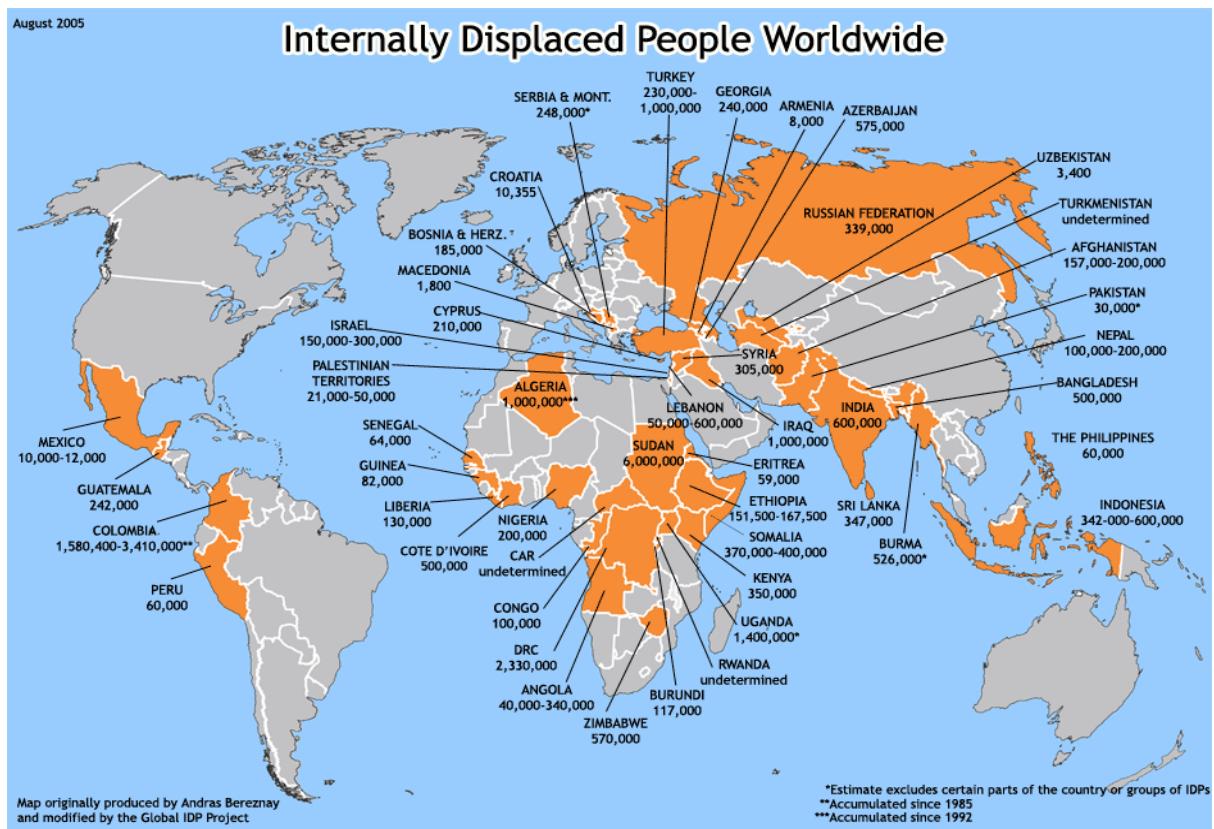 August 2005
Internally Displaced People Worldwide
TURKEY
230,000-
1,000,000
GEORGIA
240,000
SERBIA & MONT.
248,000*
ARMENIA
8,000
AZERBAIJAN
575,000
UZBEKISTAN
3,400
CROATIA
10,355
TURKMENISTAN
undetermined
RUSSIAN FEDERATION
339,000
BOSNIA & HERZ.
185,000
AFGHANISTAN
157,000-200,000
MACEDONIA
1,800
PAKISTAN
30,000*
CYPRUS
210,000
ISRAEL
150,000-300,000
NEPAL
100,000-200,000
SYRIA
305,000
PALESTINIAN
TERRITORIES
21,000-50,000
ALGERIA
1,000,000***
BANGLADESH
500,000
LEBANON
50,000-600,000
INDIA
600,000
IRAQ
1,000,000
SENEGAL
64,000
MEXICO
10,000-12,000
SUDAN
6,000,000
THE PHILIPPINES
60,000
GUINEA
82,000
ERITREA
59,000
GUATEMALA
242,000
ETHIOPIA
151,500-167,500
LIBERIA
130,000
SRI LANKA
347,000
INDONESIA
342-000-600,000
NIGERIA
200,000
COLOMBIA
1,580,400-3,410,000**
SOMALIA
370,000-400,000
BURMA
526,000*
COTE D'IVOIRE
500,000
CAR
undetermined
KENYA
350,000
PERU
60,000
CONGO
100,000
UGANDA
1,400,000*
DRC
2,330,000
RWANDA
undetermined
ANGOLA
40,000-340,000
BURUNDI
117,000
ZIMBABWE
570,000
*Estimate excludes certain parts of the country or groups of IDPs
**Accumulated since 1985
***Accumulated since 1992
Map originally produced by Andras Bereznay
and modified by the Global IDP Project